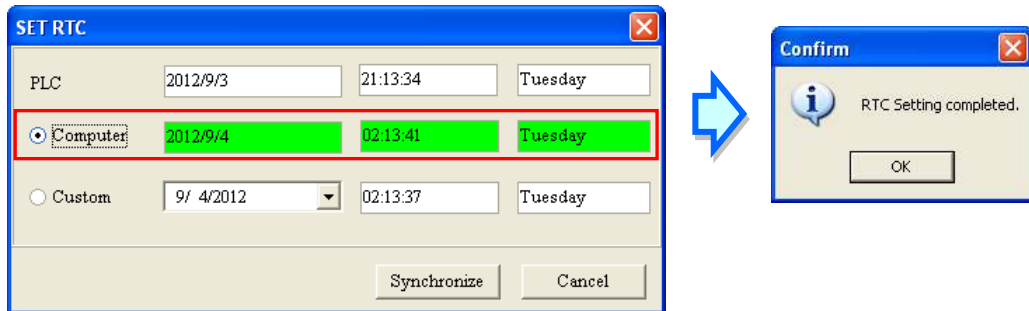 SET RTC
PLC 2012/9/3 21:13:34 Tuesday
Computer 2012/9/4 02:13:41 Tuesday
Custom 9/ 4/2012 02:13:37 Tuesday
Synchronize Cancel
Confirm
RTC Setting completed.
OK